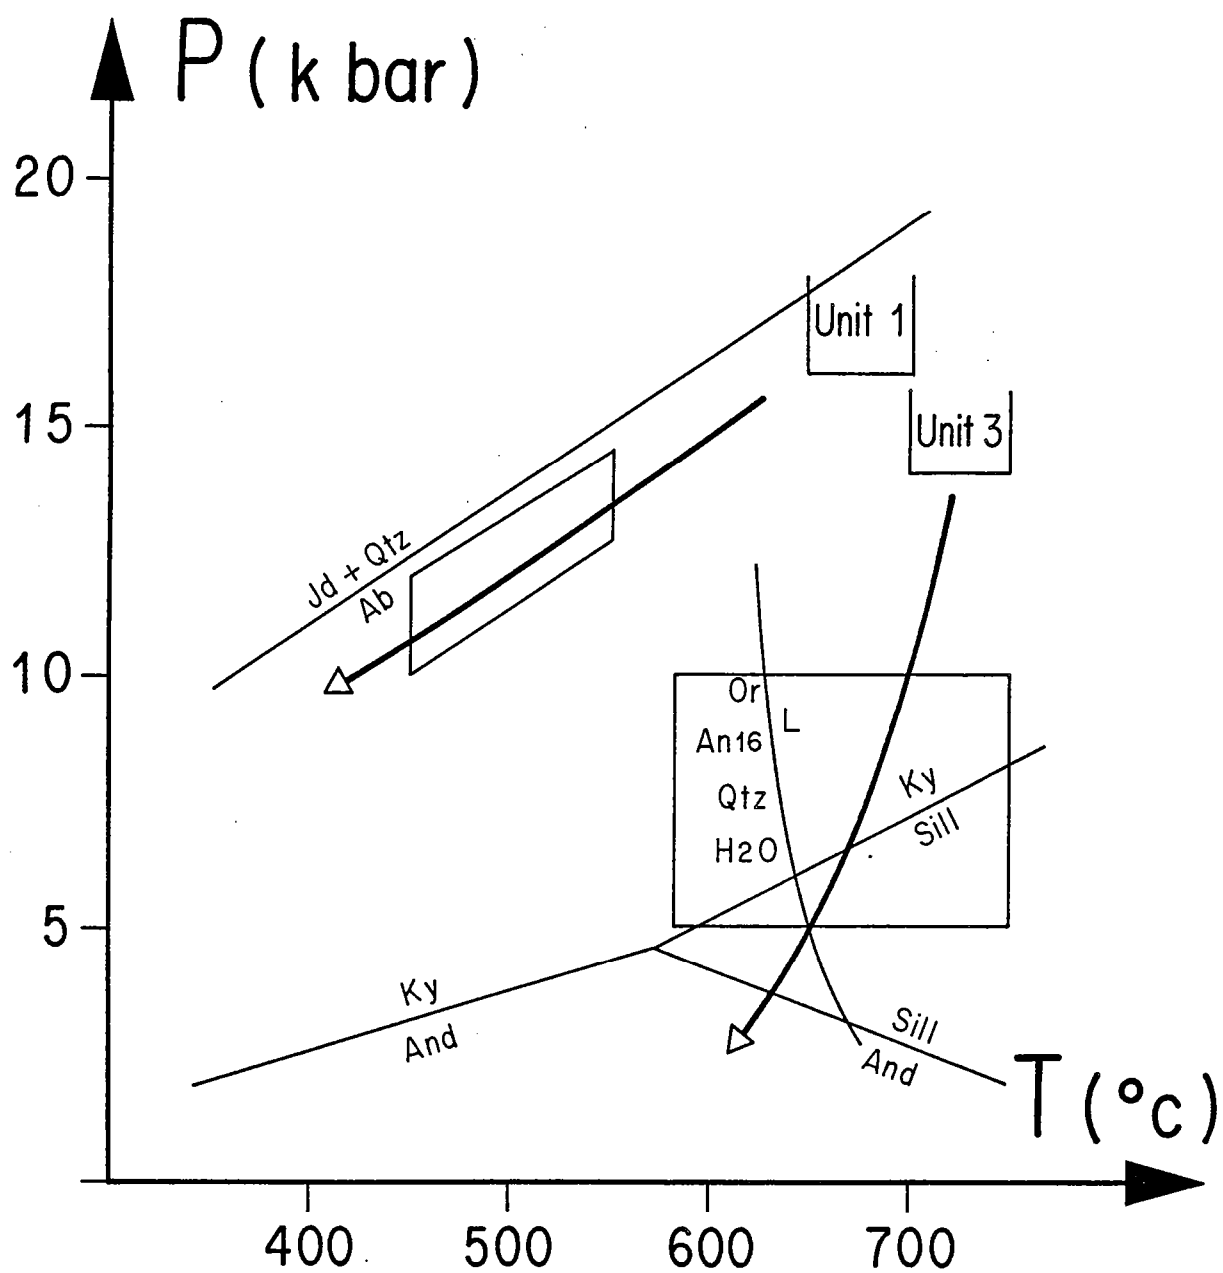 P (k bar)
20
Unit 1
15
Unit 3
Jd + Qtz
Ab
10
Or
L
An16
Qtz
Ky
Sill
H2O
5
Ky
And
Sill
And
T (°c)
400 500 600 700